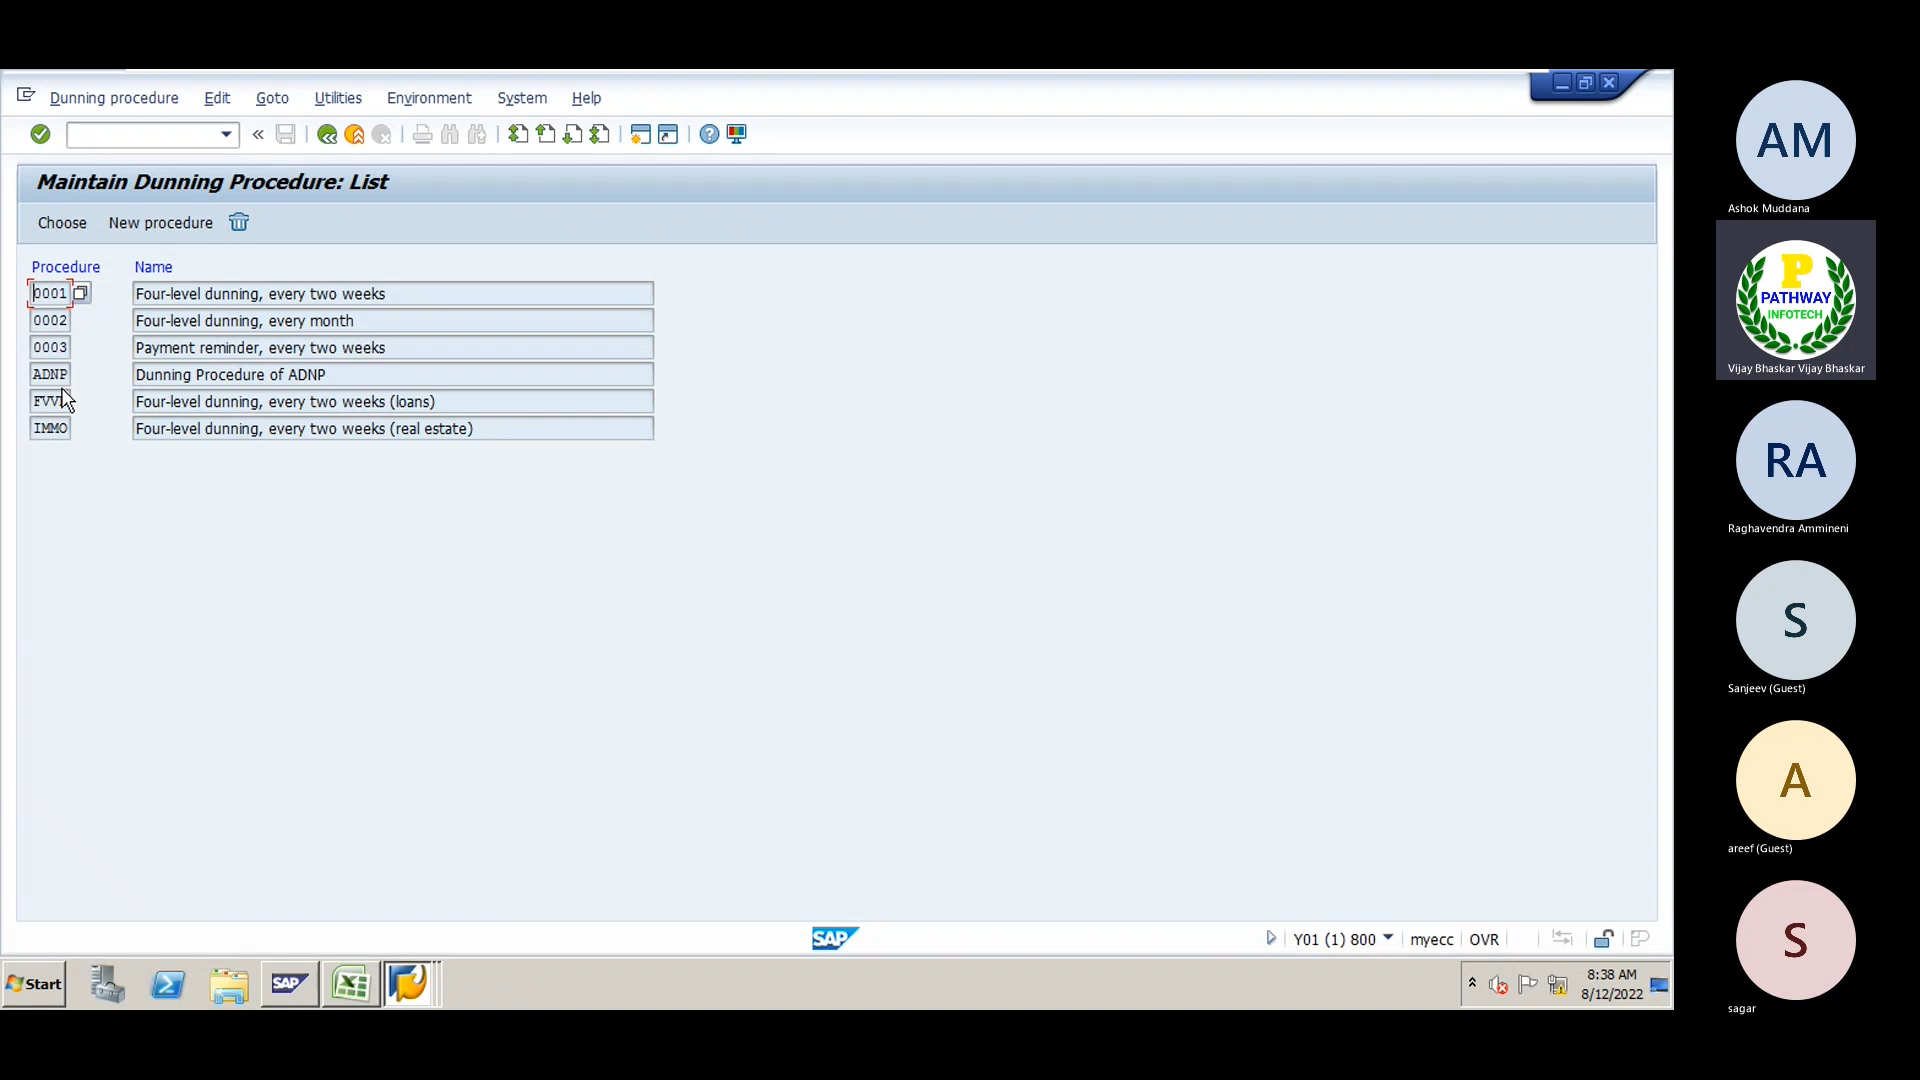 Dunning procedure Edit Goto Utilities Environment System Help
Maintain Dunning Procedure: List
Choose New procedure
Procedure Name
0001 Four-level dunning, every two weeks
0002 Four-level dunning, every month
0003 Payment reminder, every two weeks
ADNP Dunning Procedure of ADNP
Four-level dunning, every two weeks (loans)
IMMO Four-level dunning, every two weeks (real estate)
SAP Y01 (1) 800 myecc OVR
Start SAP 8:38 AM
8/12/2022
AM
Ashok Muddana
P
PATHWAY
INFOTECH
Vijay Bhaskar Vijay Bhaskar
RA
Raghavendra Ammineni
S
Sanjeev (Guest)
A
areef (Guest)
S
sagar